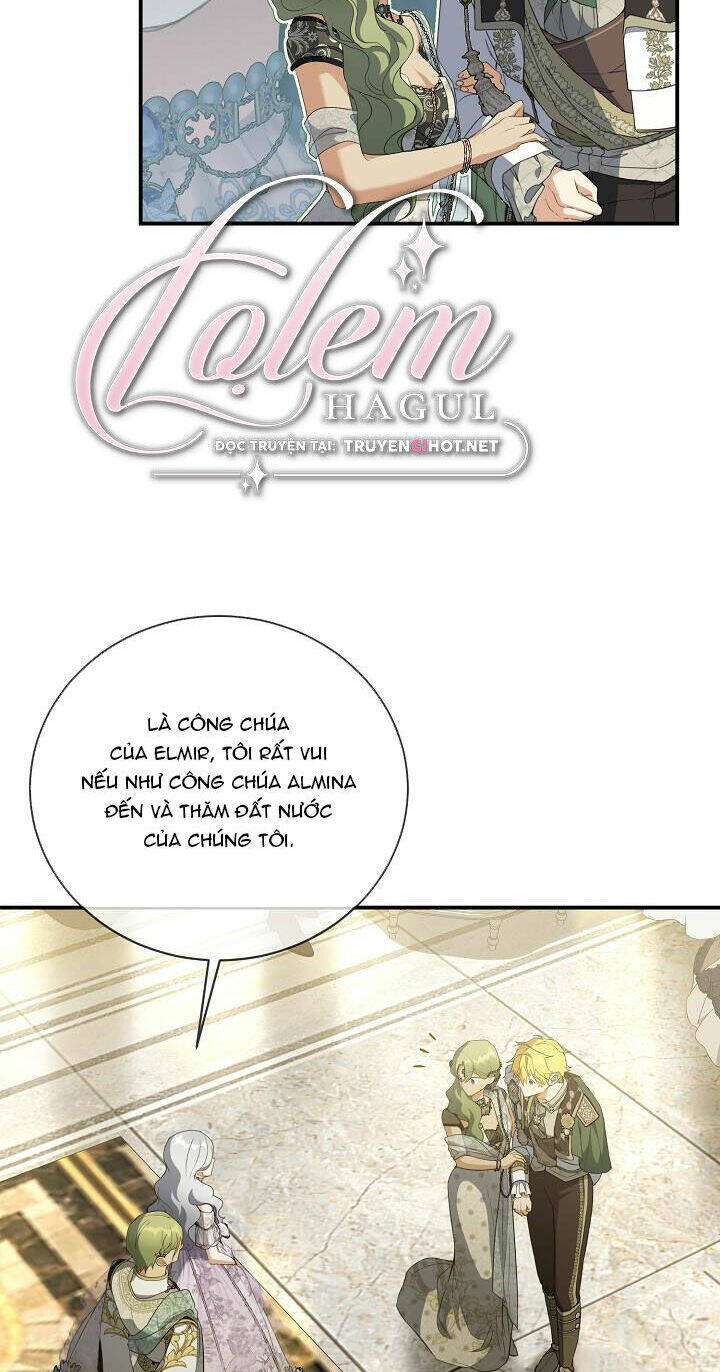 Lọlem
HAGUL
ĐỌC TRUYỆN TẠI: TRUYENGIHOT.NET
LÀ CÔNG CHÚA
CỦA ELMIR, TÔI RẤT VUI
NẾU NHƯ CÔNG CHÚA ALMINA
ĐẾN VÀ THĂM ĐẤT NƯỚC
CỦA CHÚNG TÔI.